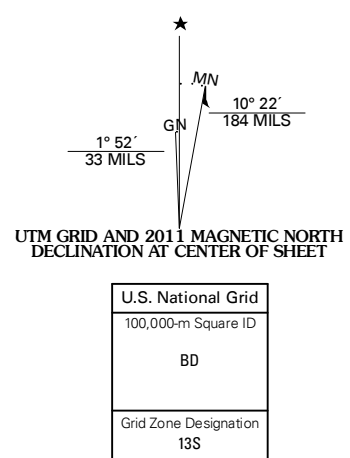 ★
MN
GN
10° 22´
184 MILS
1° 52´
33 MILS
UTM GRID AND 2011 MAGNETIC NORTH
DECLINATION AT CENTER OF SHEET
U.S. National Grid
100,000-m Square ID
BD
Grid Zone Designation
13S